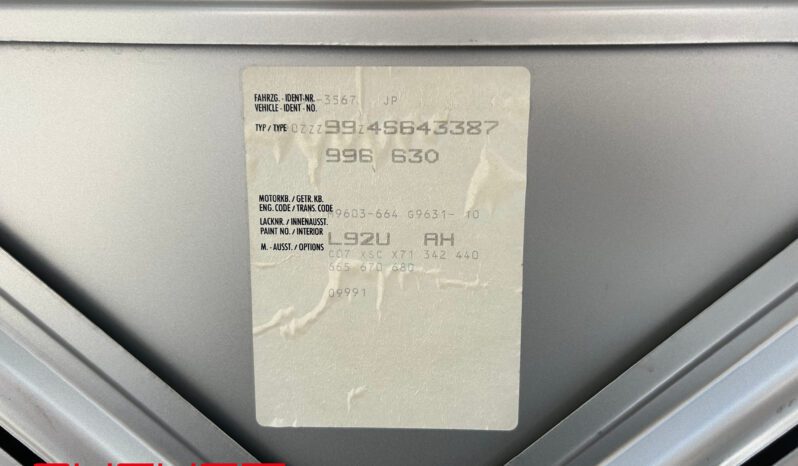 FAHRZG. - IDENT-NR. -3567 JP
VEHICLE - IDENT - NO.
TYP / TYPE 0ZZZ99Z4S643387
996 630
MOTORKB. / GETR. KB.
ENG. CODE / TRANS. CODE M9603-664 G9631- 10
LACKNR. / INNENAUSST.
PAINT NO. / INTERIOR L92U AH
M. - AUSST. / OPTIONS C07 XSC X71 342 440
665 670 680
09991